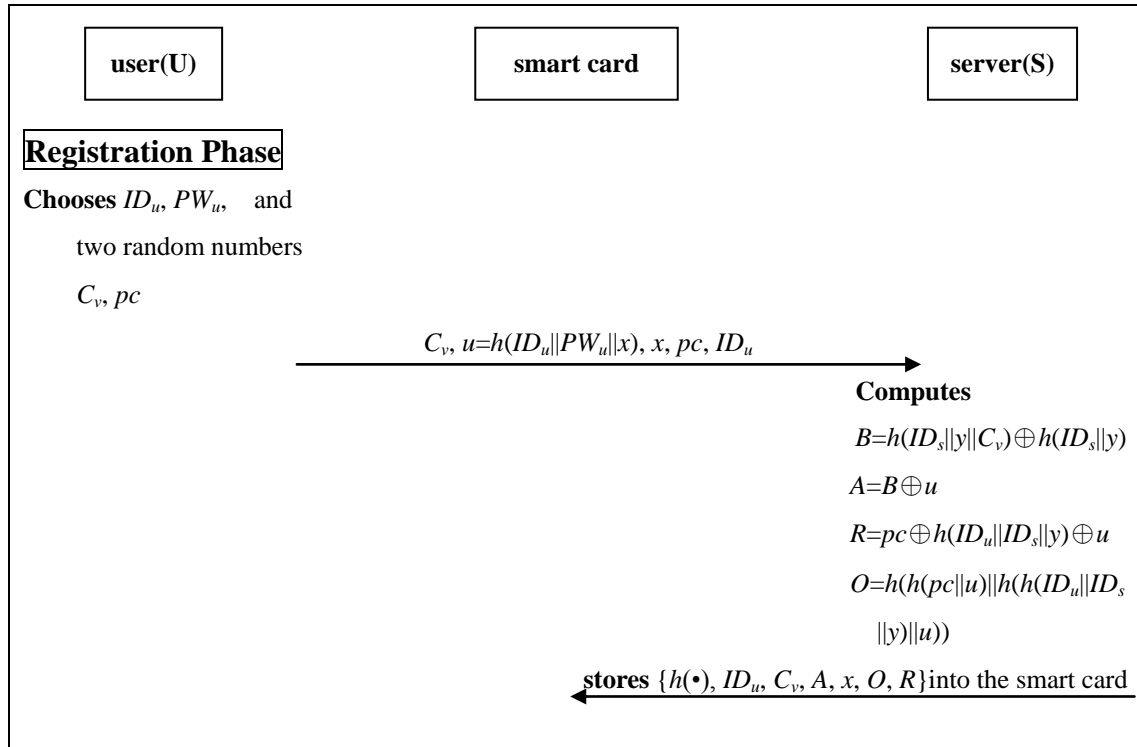 user(U)
smart card
server(S)
Registration Phase
Chooses IDu, PWu, and
two random numbers
Cv, pc
Cv, u=h(IDu||PWu||x), x, pc, IDu
Computes
B=h(IDs||y||Cv)⊕h(IDs||y)
A=B⊕u
R=pc⊕h(IDu||IDs||y)⊕u
O=h(h(pc||u)||h(h(IDu||IDs
||y)||u))
stores {h(•), IDu, Cv, A, x, O, R}into the smart card